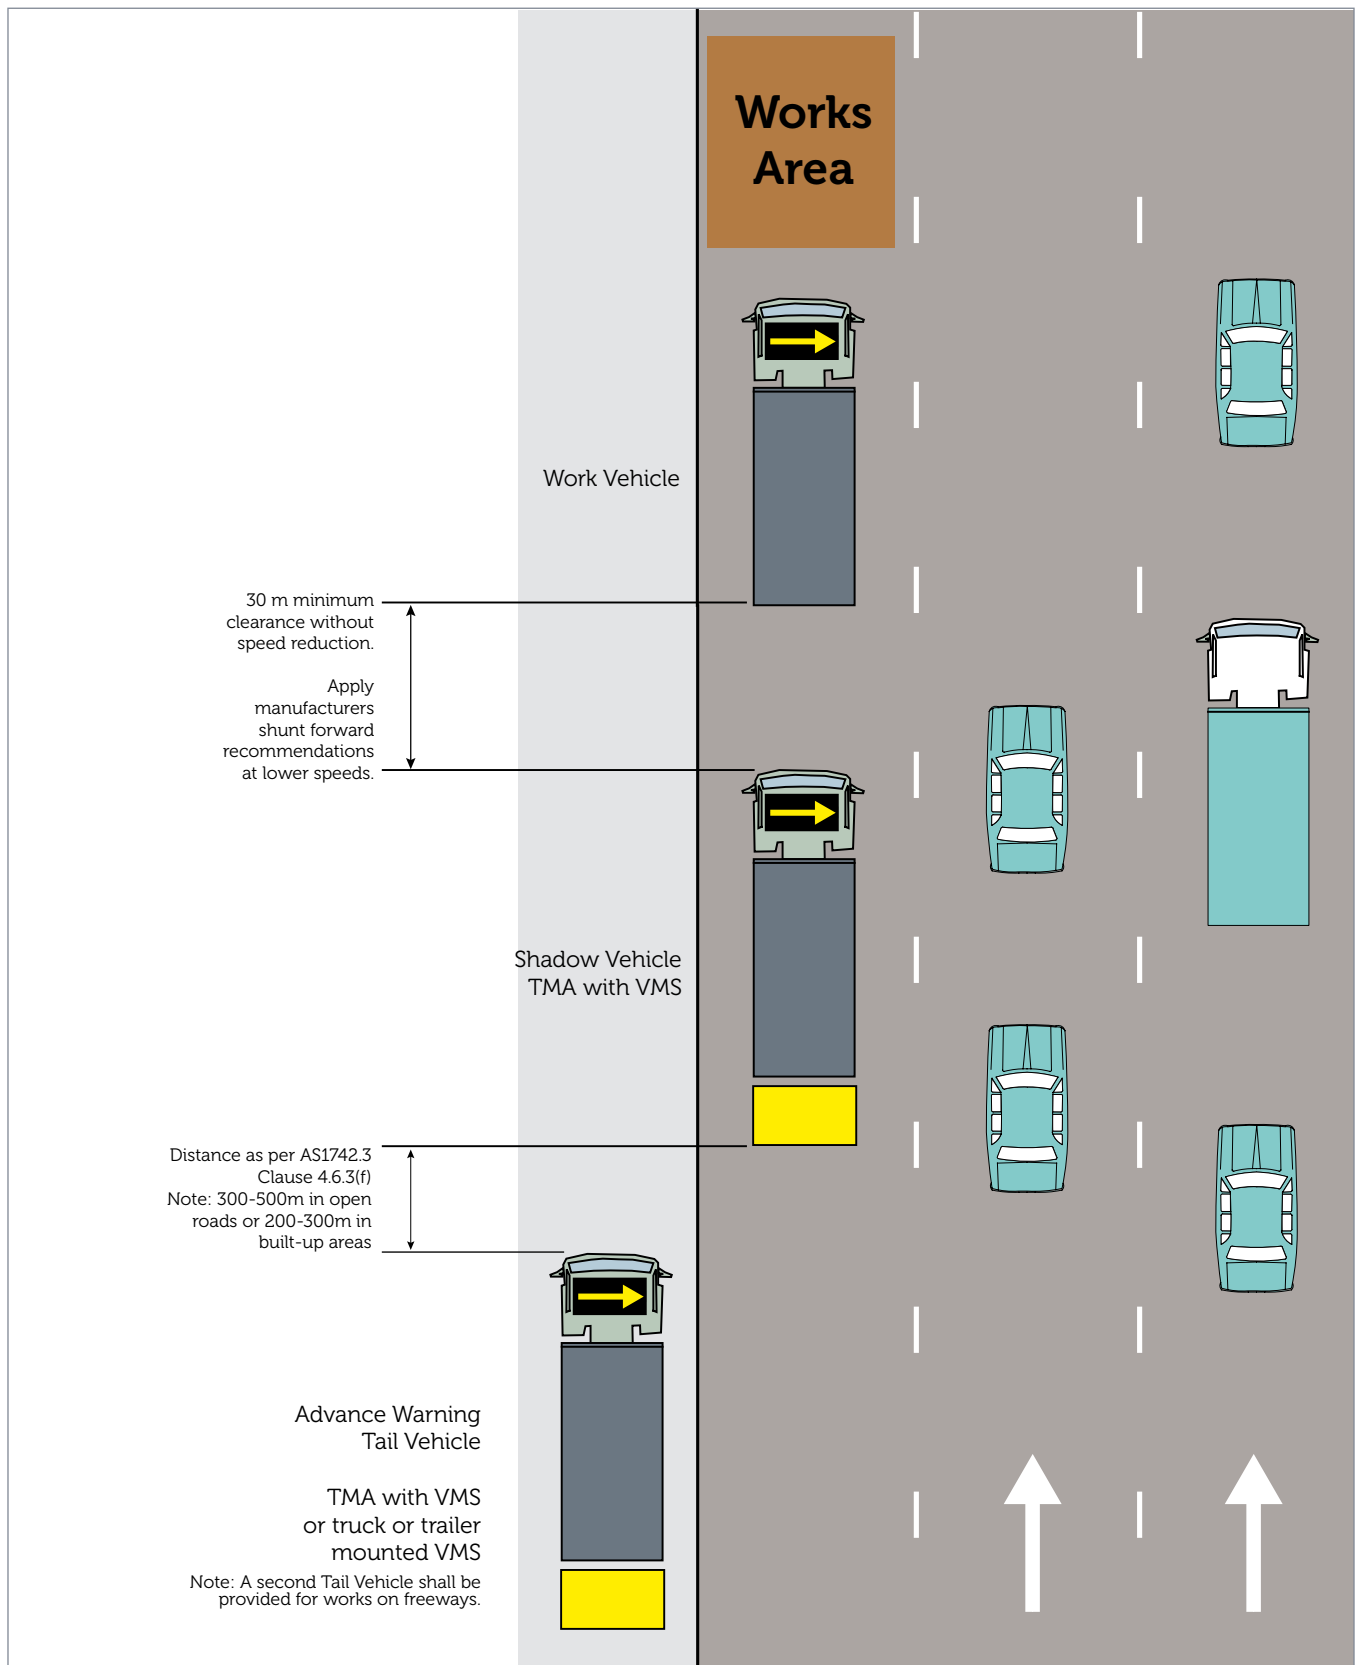 Works
Area
Work Vehicle
30 m minimum
clearance without
speed reduction.
Apply
manufacturers
shunt forward
recommendations
at lower speeds.
Shadow Vehicle
TMA with VMS
Distance as per AS1742.3
Clause 4.6.3(f)
Note: 300-500m in open
roads or 200-300m in
built-up areas
Advance Warning
Tail Vehicle
TMA with VMS
or truck or trailer
mounted VMS
Note: A second Tail Vehicle shall be
provided for works on freeways.